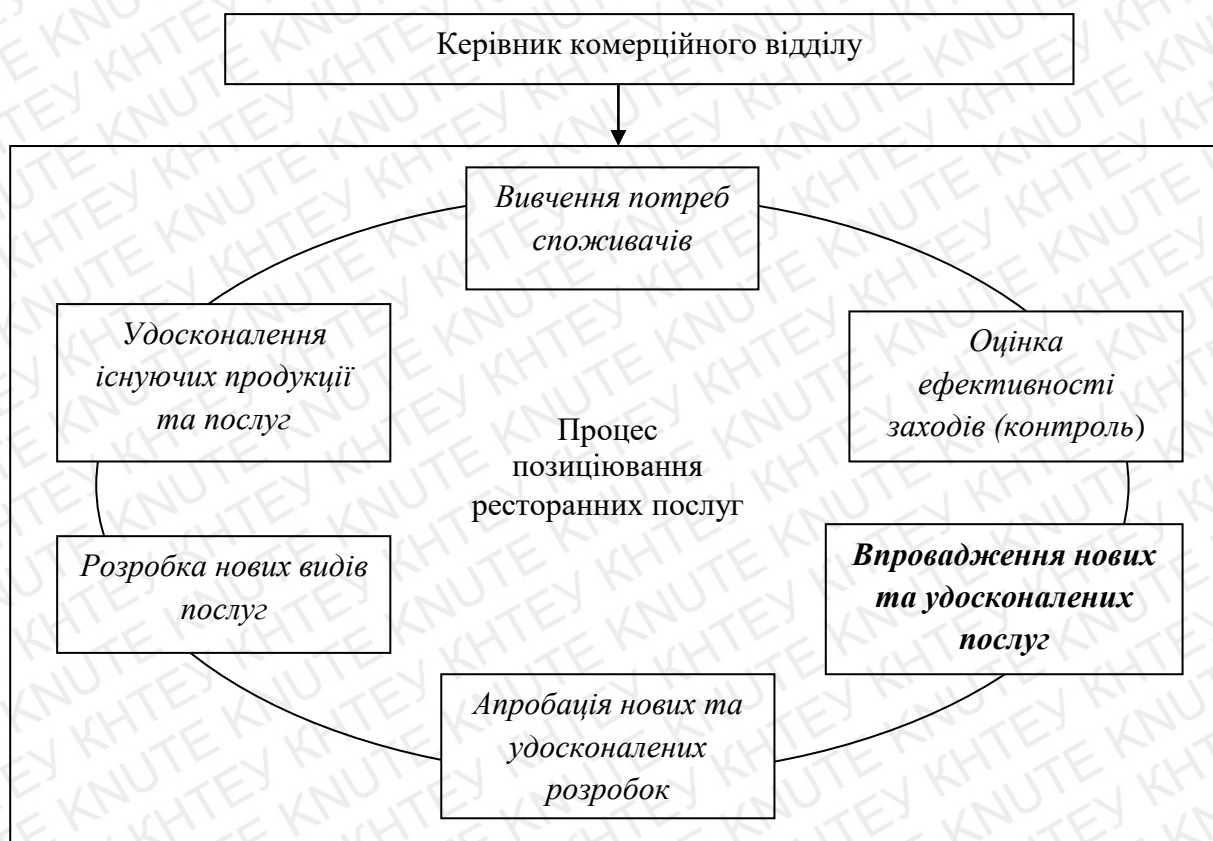 Керівник комерційного відділу
Вивчення потреб
споживачів
Удосконалення
існуючих продукції
та послуг
Оцінка
ефективності
заходів (контроль)
Процес
позиціювання
ресторанних послуг
Розробка нових видів
послуг
Впровадження нових
та удосконалених
послуг
Апробація нових та
удосконалених
розробок